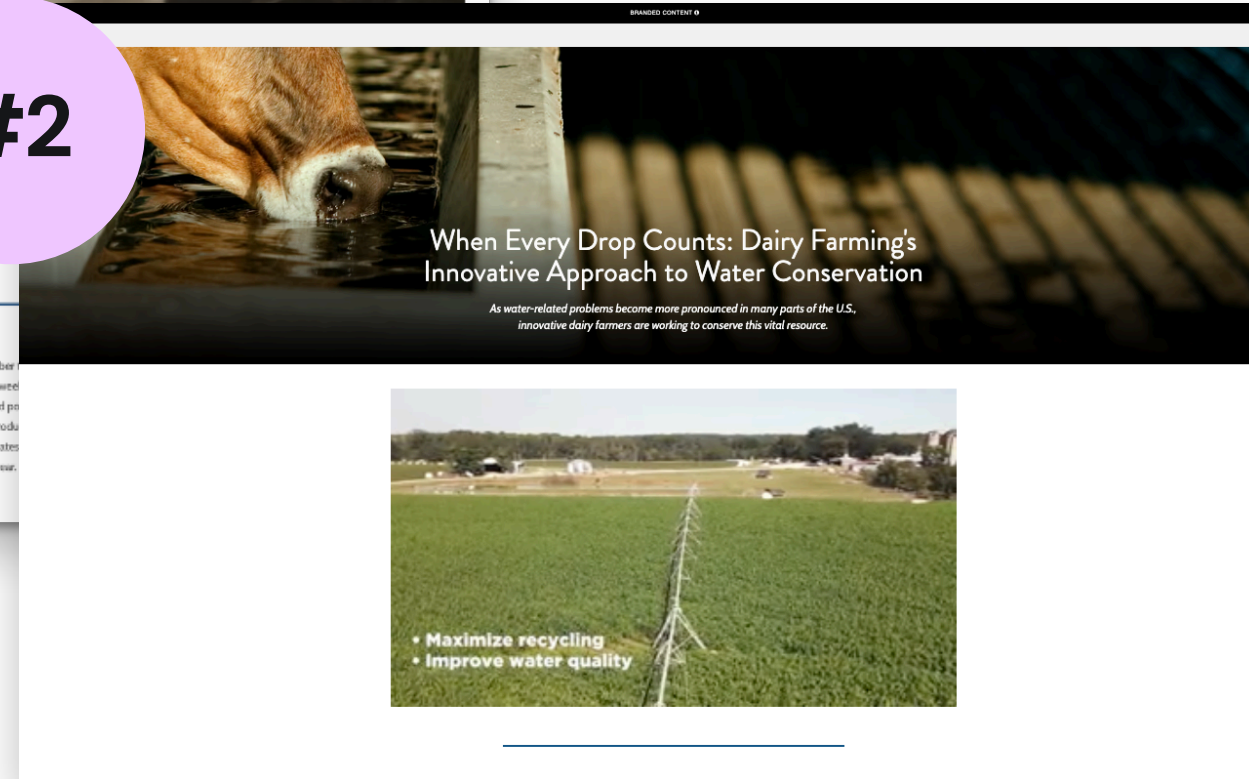 BRANDED CONTENT
#2
When Every Drop Counts: Dairy Farming's
Innovative Approach to Water Conservation
As water-related problems become more pronounced in many parts of the U.S.,
innovative dairy farmers are working to conserve this vital resource.
• Maximize recycling
• Improve water quality